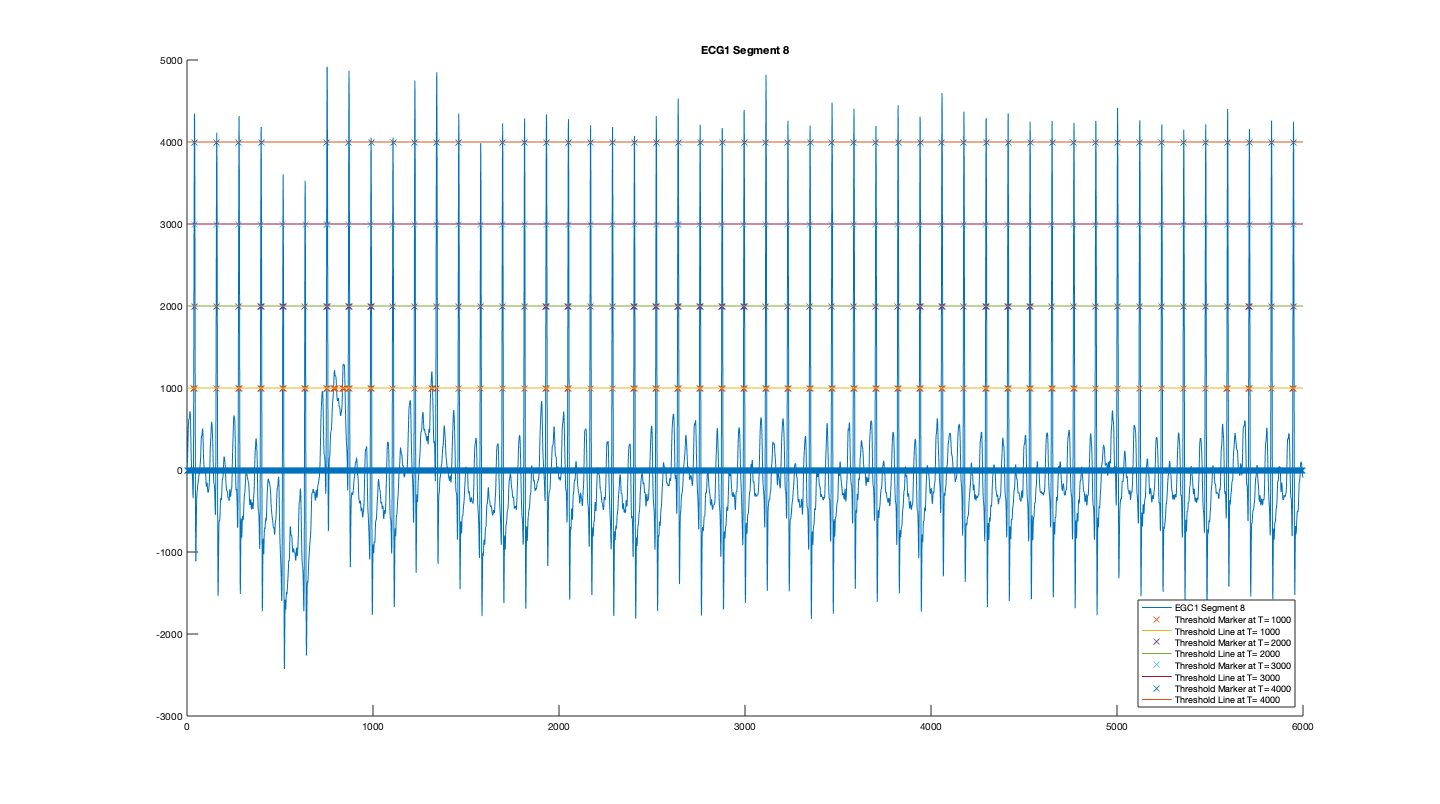 ECG1 Segment 8
5000
4000
3000
2000
1000
0
-1000
-2000
-3000
0
1000
2000
3000
4000
5000
6000
EGC1 Segment 8
Threshold Marker at T= 1000
Threshold Line at T= 1000
Threshold Marker at T= 2000
Threshold Line at T= 2000
Threshold Marker at T= 3000
Threshold Line at T= 3000
Threshold Marker at T= 4000
Threshold Line at T= 4000